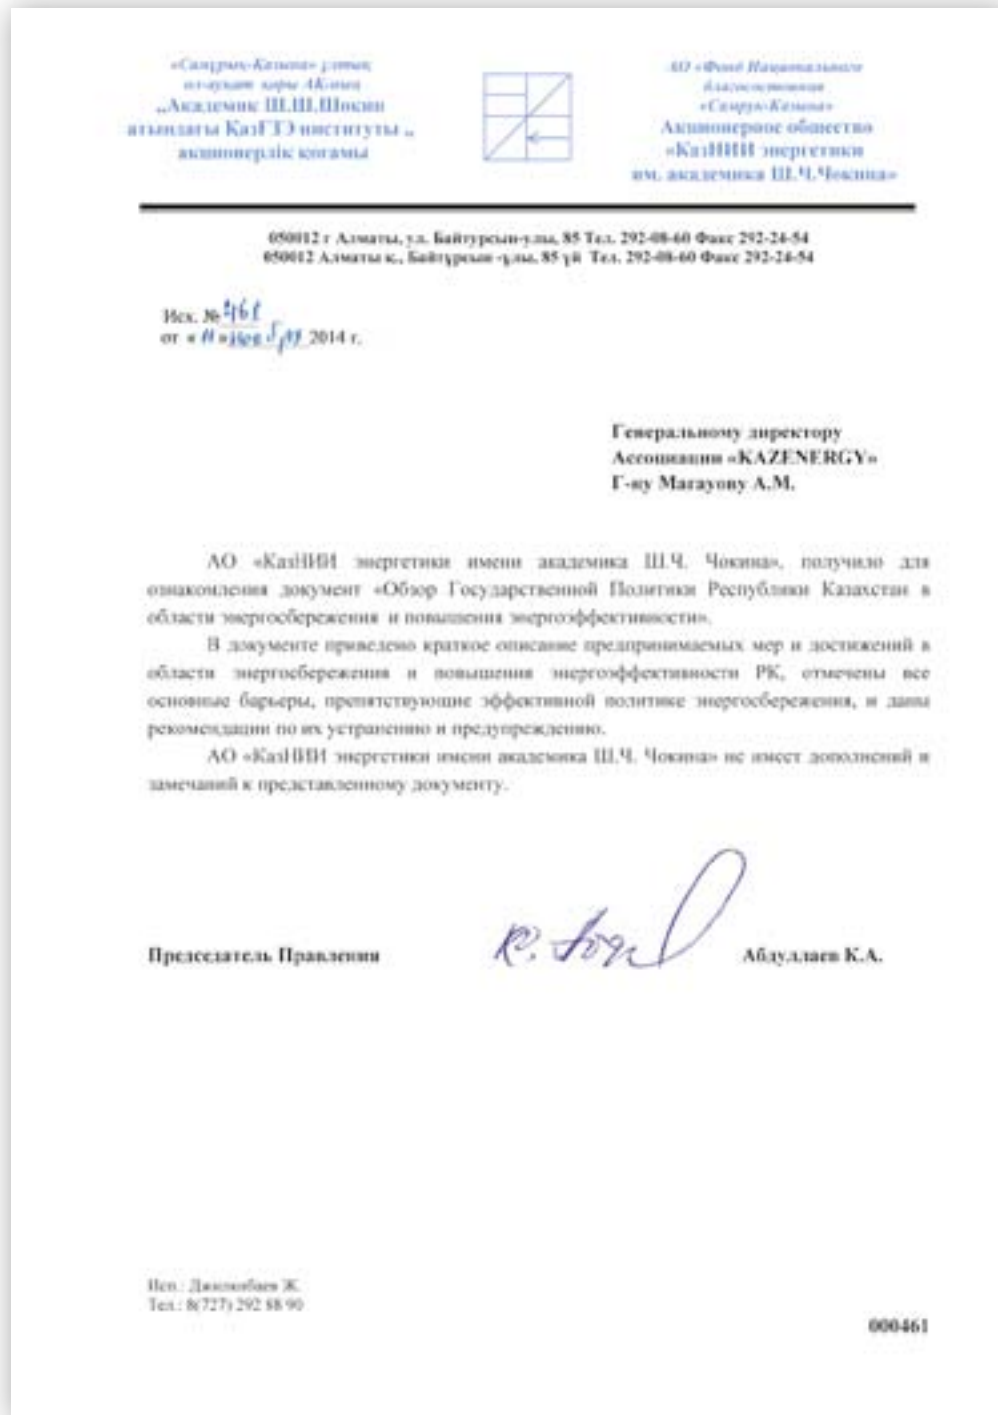 «Самұрық-Қазына» ұлттық
әл-ауқат қоры АҚ-ның
„Академик Ш.Ш.Шокин
атындағы ҚазҒТЭ институты „
акционерлік қоғамы
АО «Фонд Национального
благосостояния
«Самрук-Казына»
Акционерное общество
«КазНИИ энергетики
им. академика Ш.Ч.Чокина»
050012 г Алматы, ул. Байтурсын-улы, 85 Тел. 292-08-60 Факс 292-24-54
050012 Алматы қ., Байтұрсын -ұлы, 85 үй Тел. 292-08-60 Факс 292-24-54
Исх. №
от « 11 » ноября 2014 г.
Генеральному директору
Ассоциации «KAZENERGY»
Г-ну Магауову А.М.
АО «КазНИИ энергетики имени академика Ш.Ч. Чокина», получило для
ознакомления документ «Обзор Государственной Политики Республики Казахстан в
области энергосбережения и повышения энергоэффективности».
В документе приведено краткое описание предпринимаемых мер и достижений в
области энергосбережения и повышения энергоэффективности РК, отмечены все
основные барьеры, препятствующие эффективной политике энергосбережения, и даны
рекомендации по их устранению и предупреждению.
АО «КазНИИ энергетики имени академика Ш.Ч. Чокина» не имеет дополнений и
замечаний к представленному документу.
Председатель Правления
Абдуллаев К.А.
Исп.: Ж.
Тел.: 8(727) 292 88 90
000461